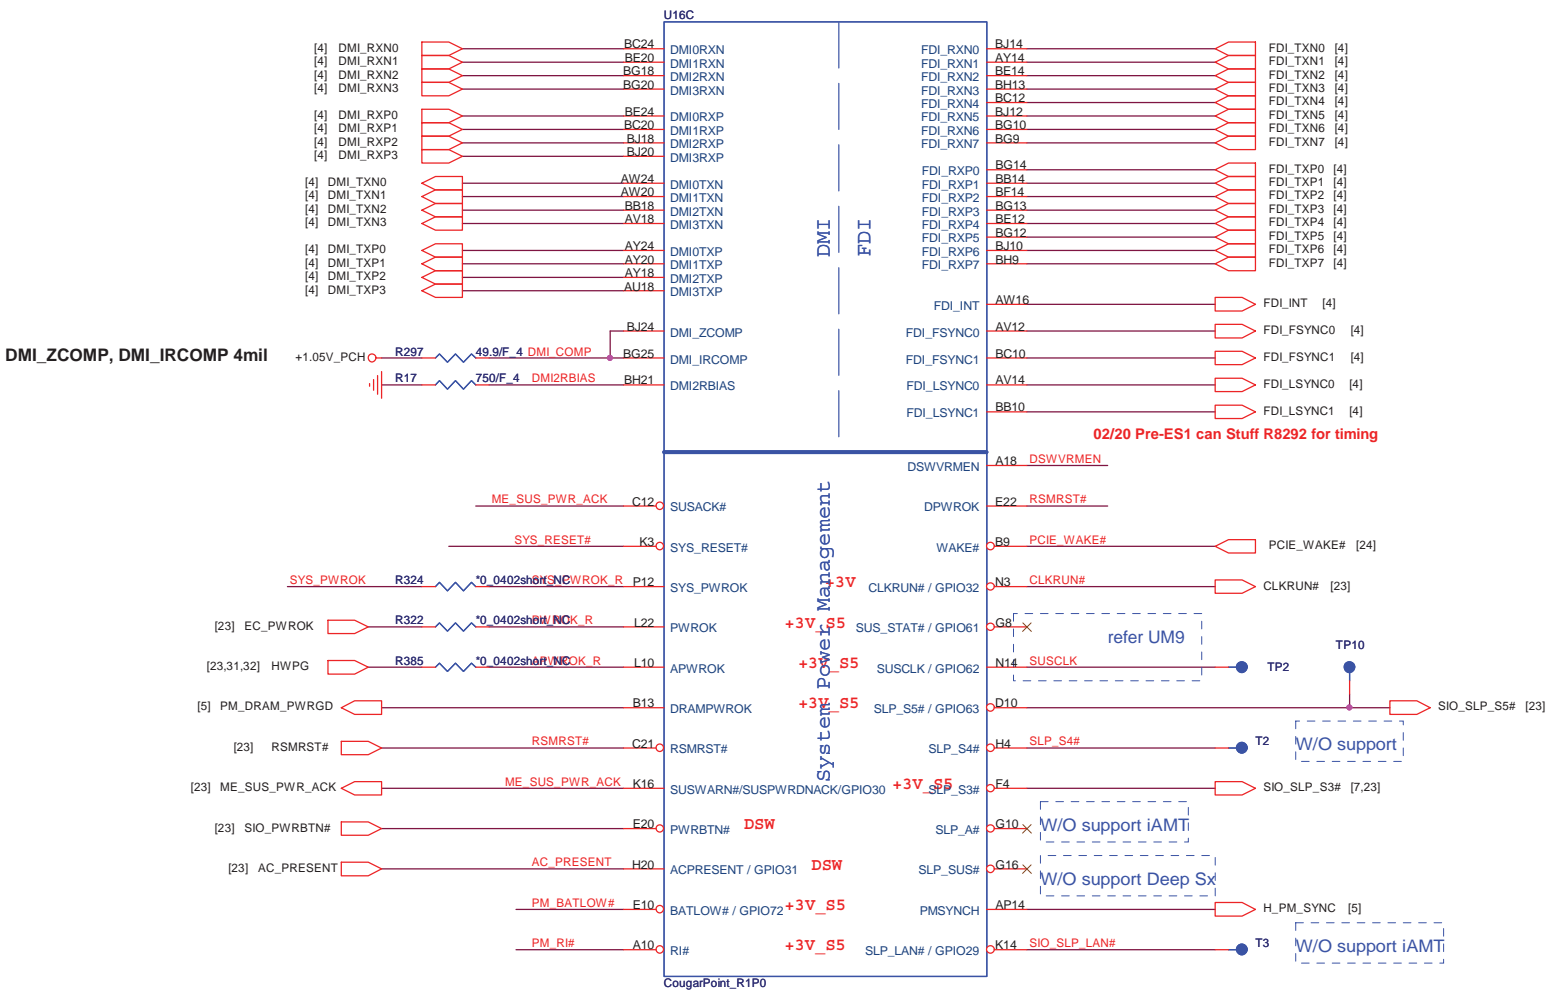 U16C
[4] DMI_RXN0 BC24 DMI0RXN FDI_RXN0 BJ14 FDI_TXN0 [4]
[4] DMI_RXN1 BE20 DMI1RXN FDI_RXN1 AY14 FDI_TXN1 [4]
[4] DMI_RXN2 BG18 DMI2RXN FDI_RXN2 BE14 FDI_TXN2 [4]
[4] DMI_RXN3 BG20 DMI3RXN FDI_RXN3 BH13 FDI_TXN3 [4]
FDI_RXN4 BC12 FDI_TXN4 [4]
[4] DMI_RXP0 BE24 DMI0RXP FDI_RXN5 BJ12 FDI_TXN5 [4]
[4] DMI_RXP1 BC20 DMI1RXP FDI_RXN6 BG10 FDI_TXN6 [4]
[4] DMI_RXP2 BJ18 DMI2RXP FDI_RXN7 BG9 FDI_TXN7 [4]
[4] DMI_RXP3 BJ20 DMI3RXP
FDI_RXP0 BG14 FDI_TXP0 [4]
[4] DMI_TXN0 AW24 DMI0TXN FDI_RXP1 BB14 FDI_TXP1 [4]
[4] DMI_TXN1 AW20 DMI1TXN FDI_RXP2 BF14 FDI_TXP2 [4]
[4] DMI_TXN2 BB18 DMI2TXN FDI_RXP3 BG13 FDI_TXP3 [4]
[4] DMI_TXN3 AV18 DMI3TXN FDI_RXP4 BE12 FDI_TXP4 [4]
FDI_RXP5 BG12 FDI_TXP5 [4]
[4] DMI_TXP0 AY24 DMI0TXP FDI_RXP6 BJ10 FDI_TXP6 [4]
[4] DMI_TXP1 AY20 DMI1TXP FDI_RXP7 BH9 FDI_TXP7 [4]
[4] DMI_TXP2 AY18 DMI2TXP
[4] DMI_TXP3 AU18 DMI3TXP
DMI FDI
FDI_INT AW16 FDI_INT [4]
BJ24 DMI_ZCOMP FDI_FSYNC0 AV12 FDI_FSYNC0 [4]
DMI_ZCOMP, DMI_IRCOMP 4mil +1.05V_PCH R297 49.9/F_4 DMI_COMP BG25 DMI_IRCOMP FDI_FSYNC1 BC10 FDI_FSYNC1 [4]
R17 750/F_4 DMI2RBIAS BH21 DMI2RBIAS FDI_LSYNC0 AV14 FDI_LSYNC0 [4]
FDI_LSYNC1 BB10 FDI_LSYNC1 [4]
02/20 Pre-ES1 can Stuff R8292 for timing
System Power Management
DSWVRMEN A18 DSWVRMEN
ME_SUS_PWR_ACK C12 SUSACK# DPWROK E22 RSMRST#
SYS_RESET# K3 SYS_RESET# WAKE# B9 PCIE_WAKE# PCIE_WAKE# [24]
SYS_PWROK R324 *0_0402short_NC SYS_PWROK_R P12 SYS_PWROK +3V CLKRUN# / GPIO32 N3 CLKRUN# CLKRUN# [23]
[23] EC_PWROK R322 *0_0402short_NC PWROK_R L22 PWROK +3V_S5 SUS_STAT# / GPIO61 G8 refer UM9
TP10
[23,31,32] HWPG R385 *0_0402short_NC APWROK_R L10 APWROK +3V_S5 SUSCLK / GPIO62 N14 SUSCLK TP2
[5] PM_DRAM_PWRGD B13 DRAMPWROK +3V_S5 SLP_S5# / GPIO63 D10 SIO_SLP_S5# [23]
[23] RSMRST# RSMRST# C21 RSMRST# SLP_S4# H4 SLP_S4# T2 W/O support
[23] ME_SUS_PWR_ACK ME_SUS_PWR_ACK K16 SUSWARN#/SUSPWRDNACK/GPIO30 +3V_S5 SLP_S3# F4 SIO_SLP_S3# [7,23]
[23] SIO_PWRBTN# E20 PWRBTN# DSW SLP_A# G10 W/O support iAMT
[23] AC_PRESENT AC_PRESENT H20 ACPRESENT / GPIO31 DSW SLP_SUS# G16 W/O support Deep Sx
PM_BATLOW# E10 BATLOW# / GPIO72 +3V_S5 PMSYNCH AP14 H_PM_SYNC [5]
PM_RI# A10 RI# +3V_S5 SLP_LAN# / GPIO29 K14 SIO_SLP_LAN# T3 W/O support iAMT
CougarPoint_R1P0